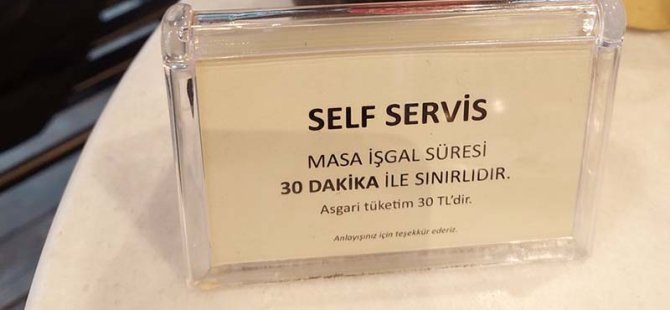 SELF SERVİS
MASA İŞGAL SÜRESİ
30 DAKİKA İLE SINIRLIDIR.
Asgari tüketim 30 TL'dir.
Anlayışınız için teşekkür ederiz.